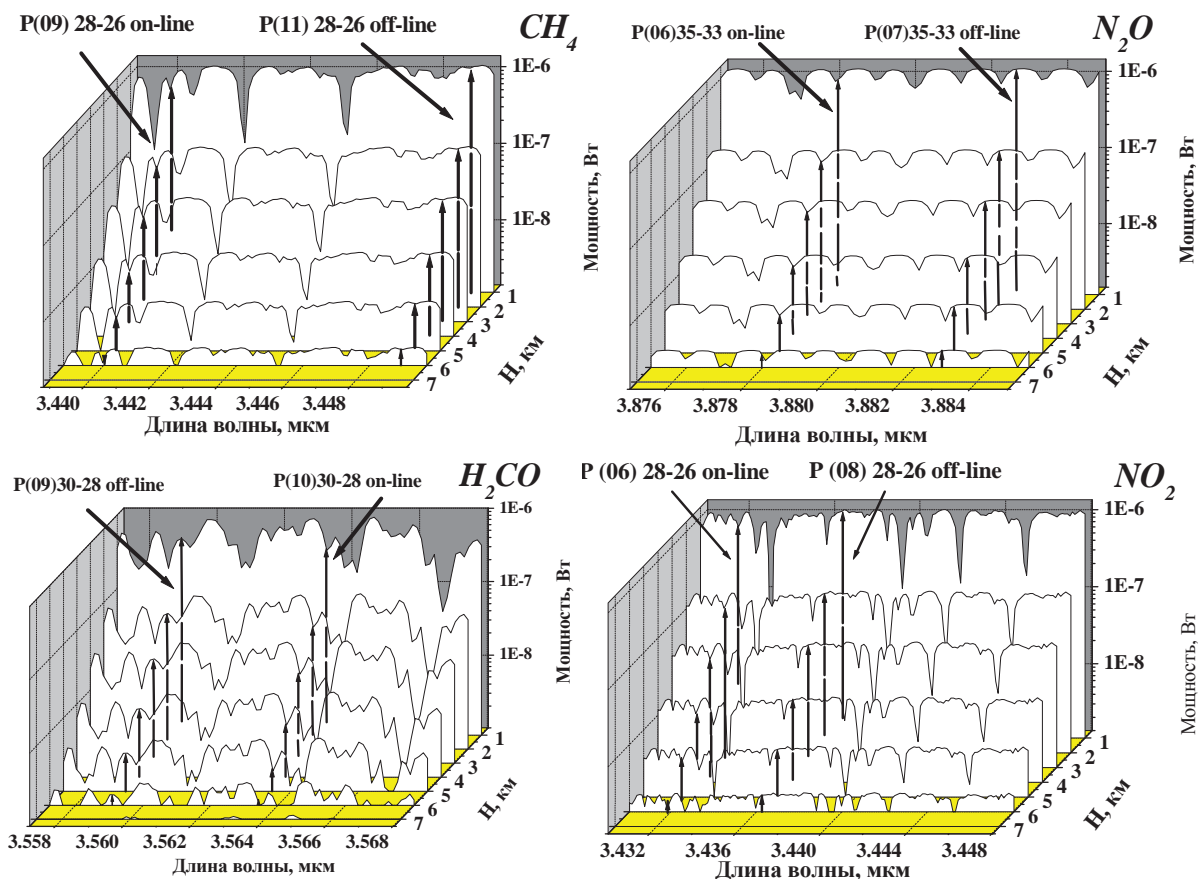 P(09) 28-26 on-line
P(11) 28-26 off-line
CH4
1E-6
1E-7
1E-8
Мощность, Вт
1
2
3
4
5
6
7
H, км
3.440
3.442
3.444
3.446
3.448
Длина волны, мкм
P(06)35-33 on-line
P(07)35-33 off-line
N2O
1E-6
1E-7
1E-8
Мощность, Вт
1
2
3
4
5
6
7
H, км
3.876
3.878
3.880
3.882
3.884
Длина волны, мкм
P(09)30-28 off-line
P(10)30-28 on-line
H2CO
1E-6
1E-7
1E-8
Мощность, Вт
1
2
3
4
5
6
7
H, км
3.558
3.560
3.562
3.564
3.566
3.568
Длина волны, мкм
P (06) 28-26 on-line
P (08) 28-26 off-line
NO2
1E-6
1E-7
1E-8
Мощность, Вт
1
2
3
4
5
6
7
H, км
3.432
3.436
3.440
3.444
3.448
Длина волны, мкм